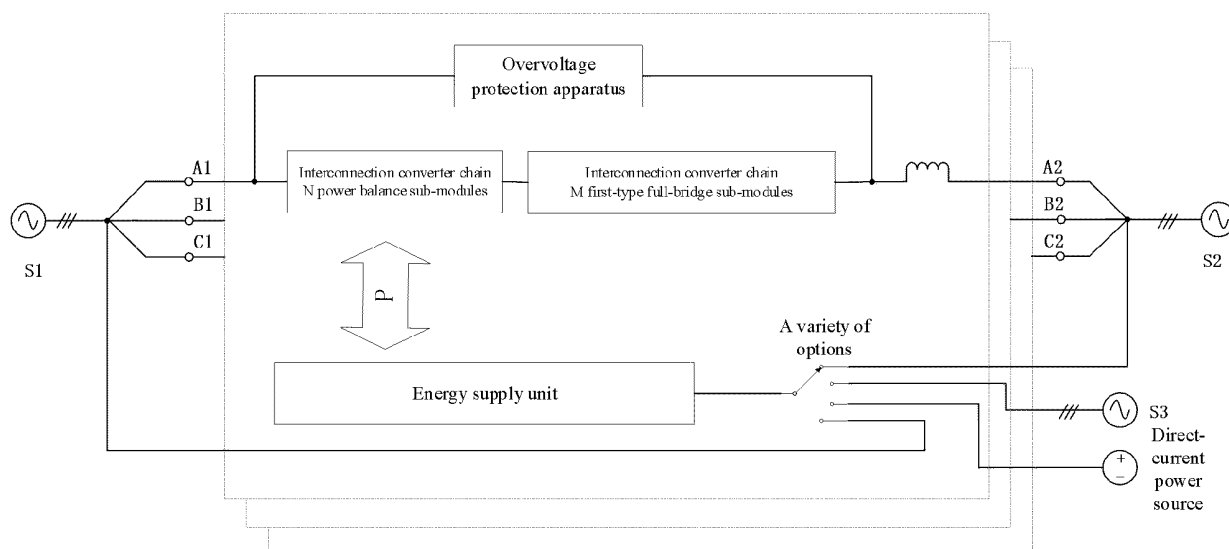 Overvoltage
protection apparatus
A1
Interconnection converter chain
N power balance sub-modules
Interconnection converter chain
M first-type full-bridge sub-modules
A2
B1
B2
C1
C2
S1
S2
P
A variety of
options
Energy supply unit
S3
Direct-
current
power
source
+
−